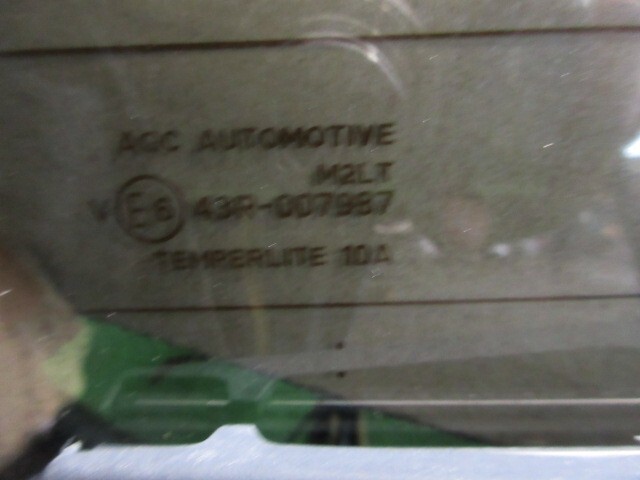 AGC AUTOMOTIVE
M2LT
V E6 43R-007987
TEMPERLITE 10A